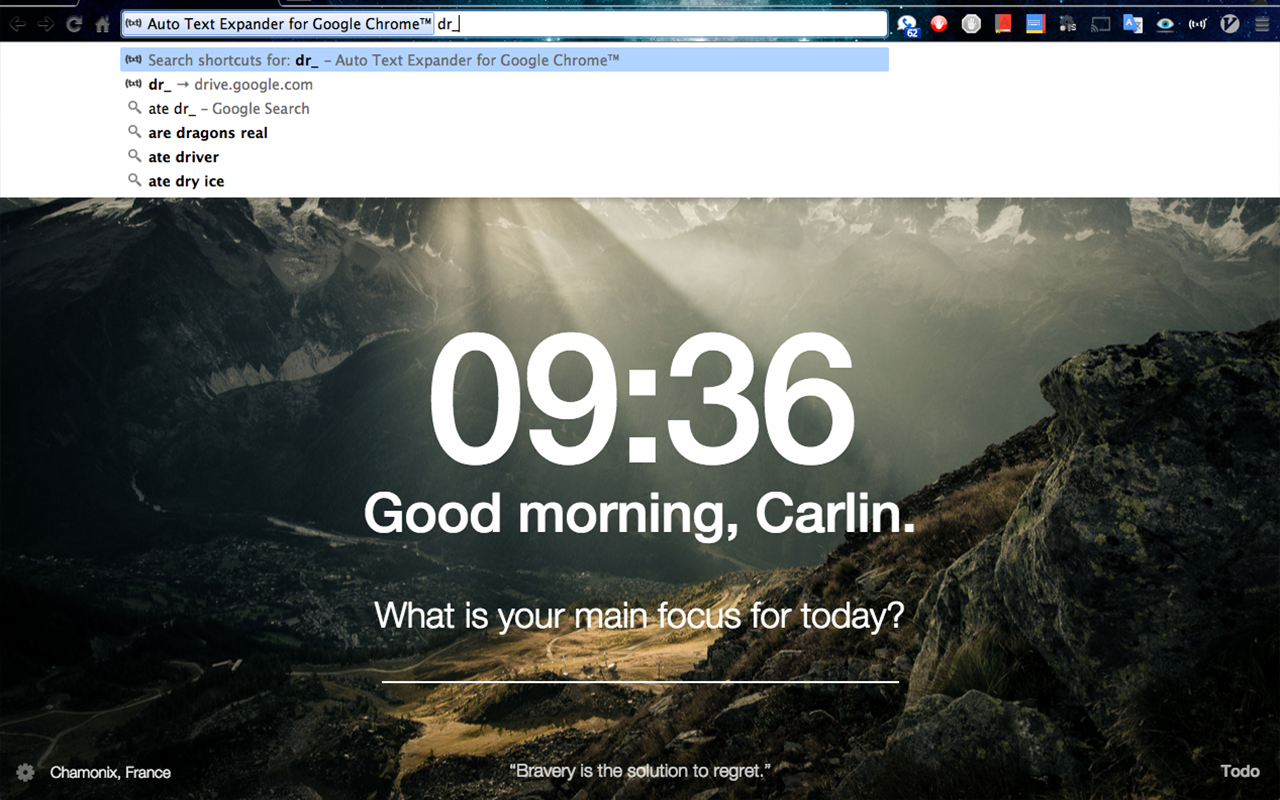 (txt) Auto Text Expander for Google Chrome™ dr_
62
(txt)
(txt) Search shortcuts for: dr_ – Auto Text Expander for Google Chrome™
(txt) dr_ → drive.google.com
ate dr_ – Google Search
are dragons real
ate driver
ate dry ice
09:36
Good morning, Carlin.
What is your main focus for today?
Chamonix, France
“Bravery is the solution to regret.”
Todo